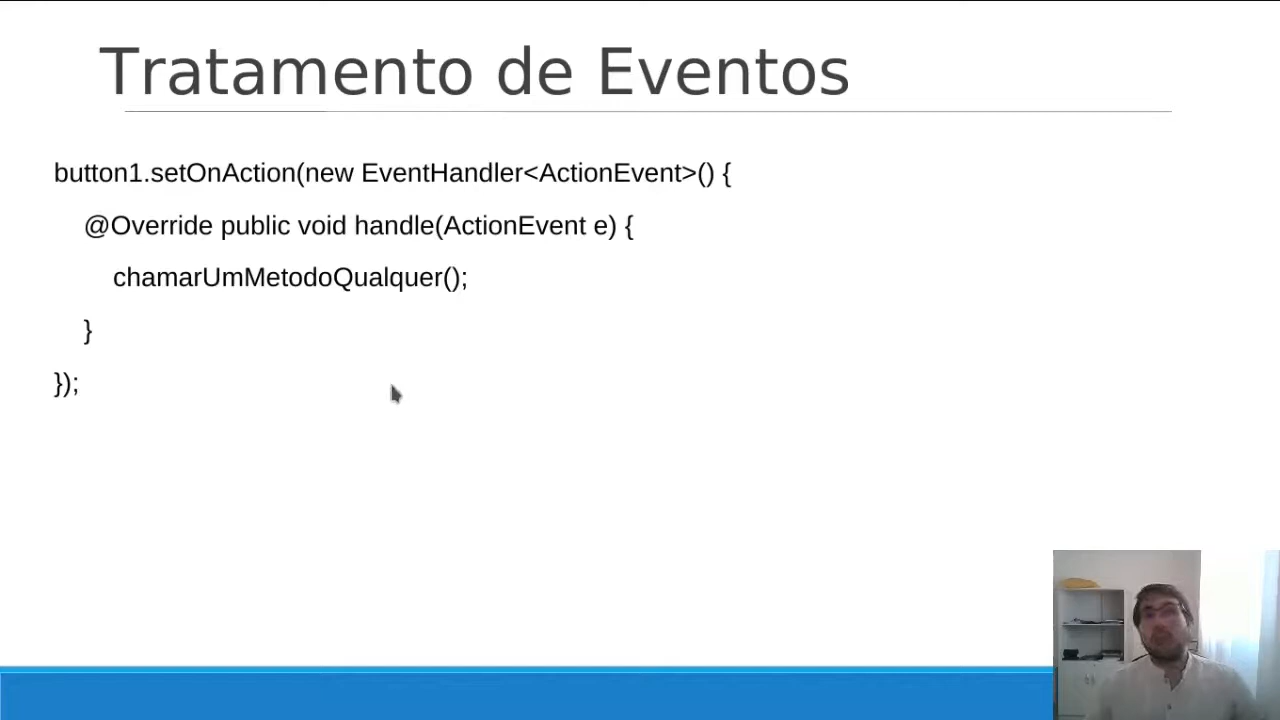 Tratamento de Eventos
button1.setOnAction(new EventHandler<ActionEvent>() {
@Override public void handle(ActionEvent e) {
chamarUmMetodoQualquer();
}
});